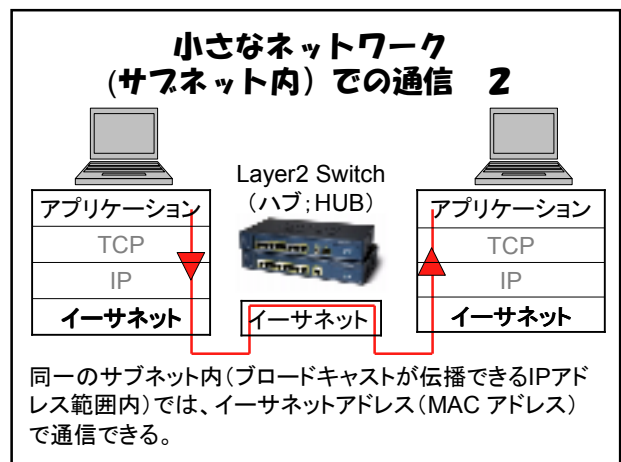 小さなネットワーク
(サブネット内) での通信 2
Layer2 Switch
(ハブ;HUB)
アプリケーション
TCP
IP
イーサネット
イーサネット
アプリケーション
TCP
IP
イーサネット
同一のサブネット内(ブロードキャストが伝播できるIPアド
レス範囲内)では、イーサネットアドレス(MAC アドレス)
で通信できる。